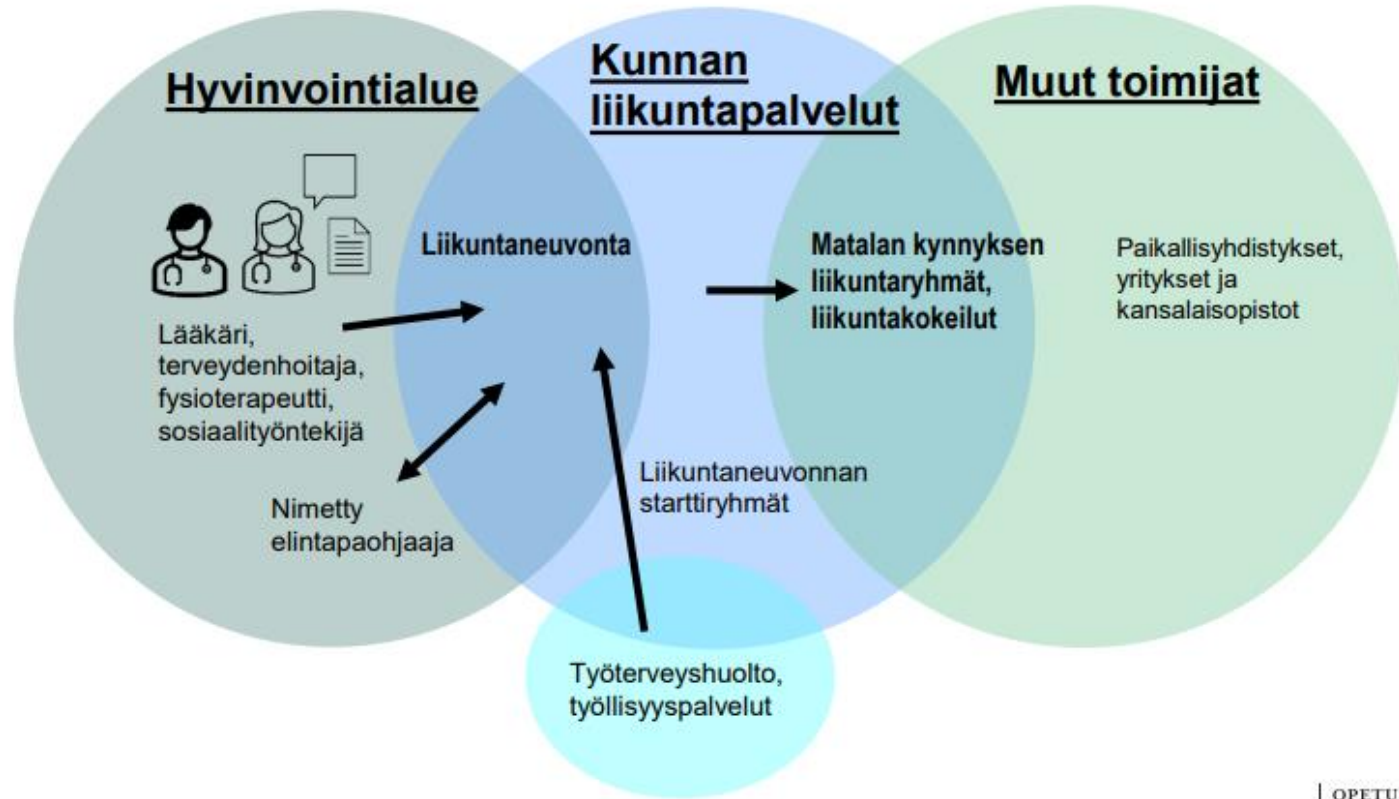 Hyvinvointialue
Kunnan
liikuntapalvelut
Muut toimijat
Liikuntaneuvonta
Matalan kynnyksen
liikuntaryhmät,
liikuntakokeilut
Paikallisyhdistykset,
yritykset ja
kansalaisopistot
Lääkäri,
terveydenhoitaja,
fysioterapeutti,
sosiaalityöntekijä
Nimetty
elintapaohjaaja
Liikuntaneuvonnan
starttiryhmät
Työterveyshuolto,
työllisyyspalvelut
OPETU